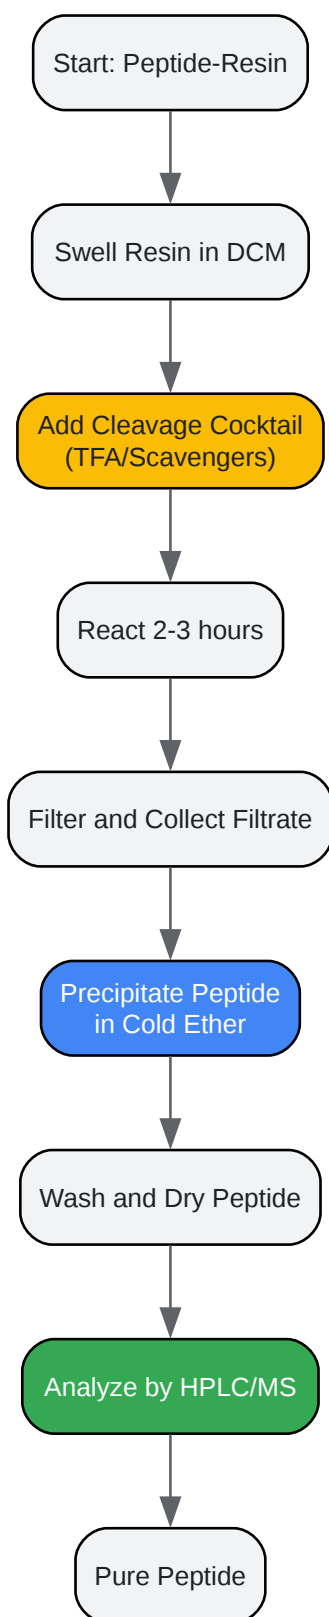 Start: Peptide-Resin
Swell Resin in DCM
Add Cleavage Cocktail
(TFA/Scavengers)
React 2-3 hours
Filter and Collect Filtrate
Precipitate Peptide
in Cold Ether
Wash and Dry Peptide
Analyze by HPLC/MS
Pure Peptide